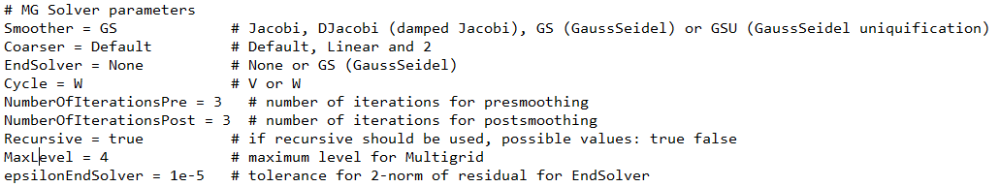 # MG Solver parameters
Smoother = GS # Jacobi, DJacobi (damped Jacobi), GS (GaussSeidel) or GSU (GaussSeidel uniquification)
Coarser = Default # Default, Linear and 2
EndSolver = None # None or GS (GaussSeidel)
Cycle = W # V or W
NumberOfIterationsPre = 3 # number of iterations for presmoothing
NumberOfIterationsPost = 3 # number of iterations for postsmoothing
Recursive = true # if recursive should be used, possible values: true false
MaxLevel = 4 # maximum level for Multigrid
epsilonEndSolver = 1e-5 # tolerance for 2-norm of residual for EndSolver